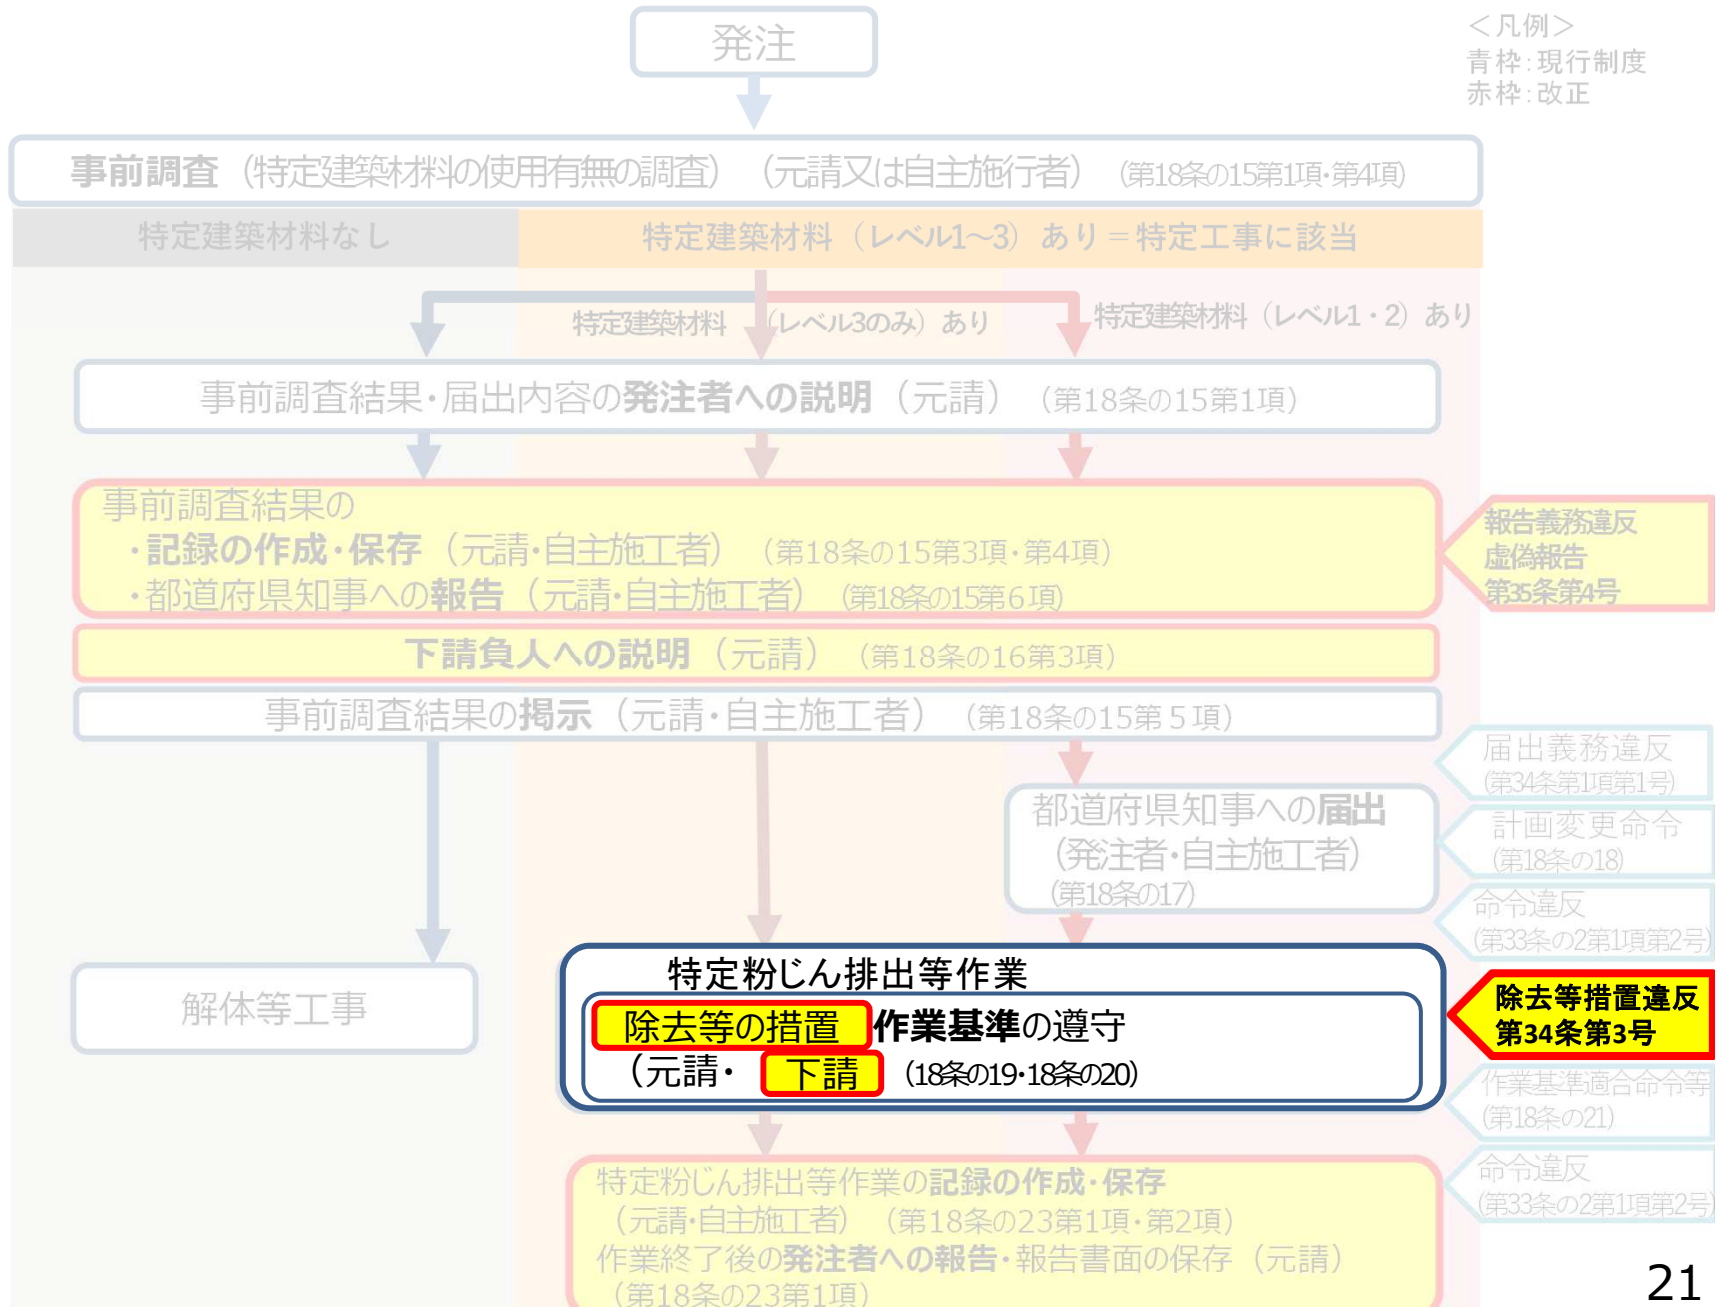 発注
＜凡例＞
青枠：現行制度
赤枠：改正
事前調査（特定建築材料の使用有無の調査）（元請又は自主施行者）（第18条の15第1項・第4項）
特定建築材料なし
特定建築材料（レベル1～3）あり＝特定工事に該当
特定建築材料（レベル3のみ）あり
特定建築材料（レベル1・2）あり
事前調査結果・届出内容の発注者への説明（元請）（第18条の15第1項）
事前調査結果の
・記録の作成・保存（元請・自主施工者）（第18条の15第3項・第4項）
・都道府県知事への報告（元請・自主施工者）（第18条の15第６項）
報告義務違反
虚偽報告
第35条第4号
下請負人への説明（元請）（第18条の16第3項）
事前調査結果の掲示（元請・自主施工者）（第18条の15第５項）
届出義務違反
（第34条第1項第1号）
都道府県知事への届出
（発注者・自主施工者）
（第18条の17）
計画変更命令
（第18条の18）
命令違反
（第33条の2第1項第2号）
解体等工事
特定粉じん排出等作業
除去等の措置 作業基準の遵守
（元請・ 下請 （18条の19・18条の20）
除去等措置違反
第34条第3号
作業基準適合命令等
（第18条の21）
命令違反
（第33条の2第1項第2号）
特定粉じん排出等作業の記録の作成・保存
（元請・自主施工者）（第18条の23第1項・第2項）
作業終了後の発注者への報告・報告書面の保存（元請）
（第18条の23第1項）
21